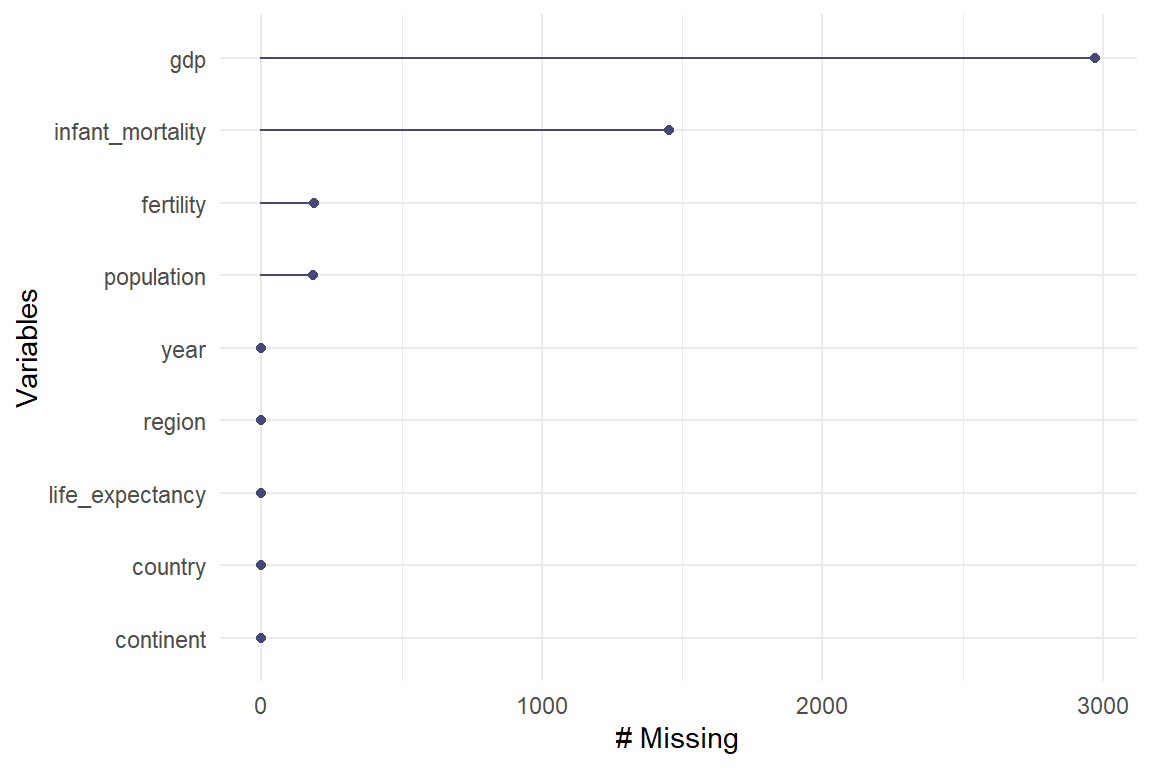 gdp
infant_mortality
fertility
population
year
region
life_expectancy
country
continent
Variables
0 1000 2000 3000
# Missing